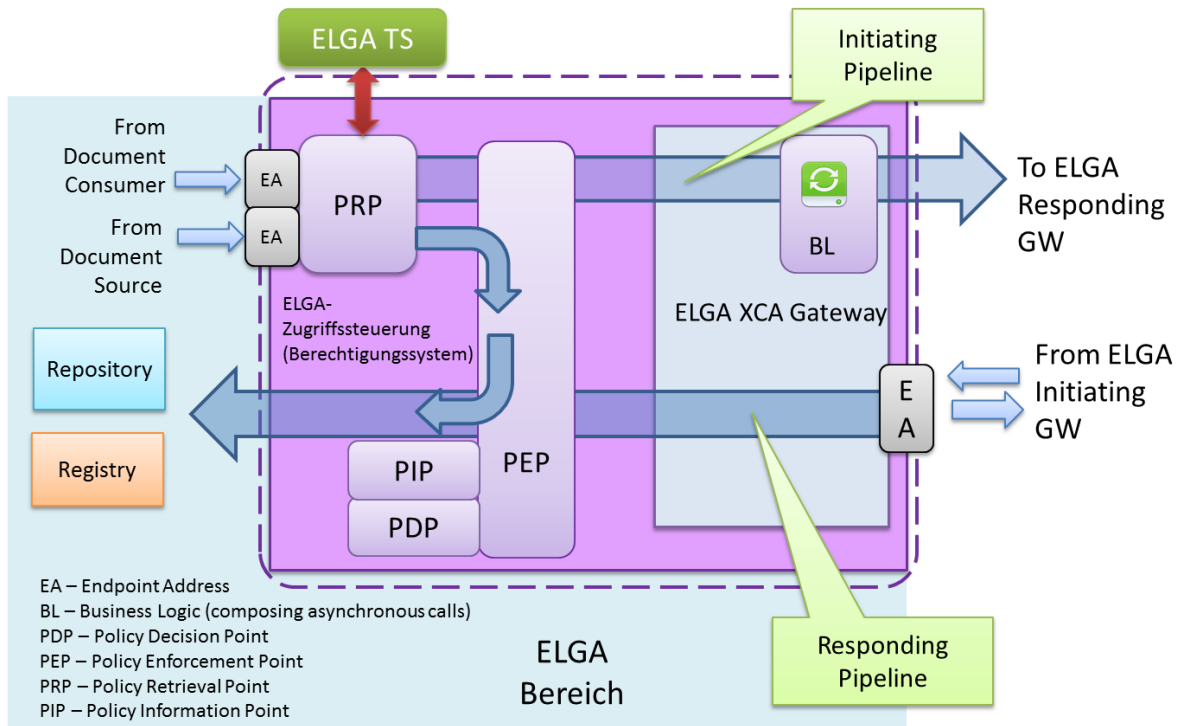 ELGA TS
Initiating
Pipeline
From
Document
Consumer
EA
From
Document
Source
EA
PRP
BL
To ELGA
Responding
GW
ELGA-
Zugriffssteuerung
(Berechtigungssystem)
ELGA XCA Gateway
Repository
Registry
From ELGA
Initiating
GW
E
A
PIP
PDP
PEP
EA – Endpoint Address
BL – Business Logic (composing asynchronous calls)
PDP – Policy Decision Point
PEP – Policy Enforcement Point
PRP – Policy Retrieval Point
PIP – Policy Information Point
ELGA
Bereich
Responding
Pipeline